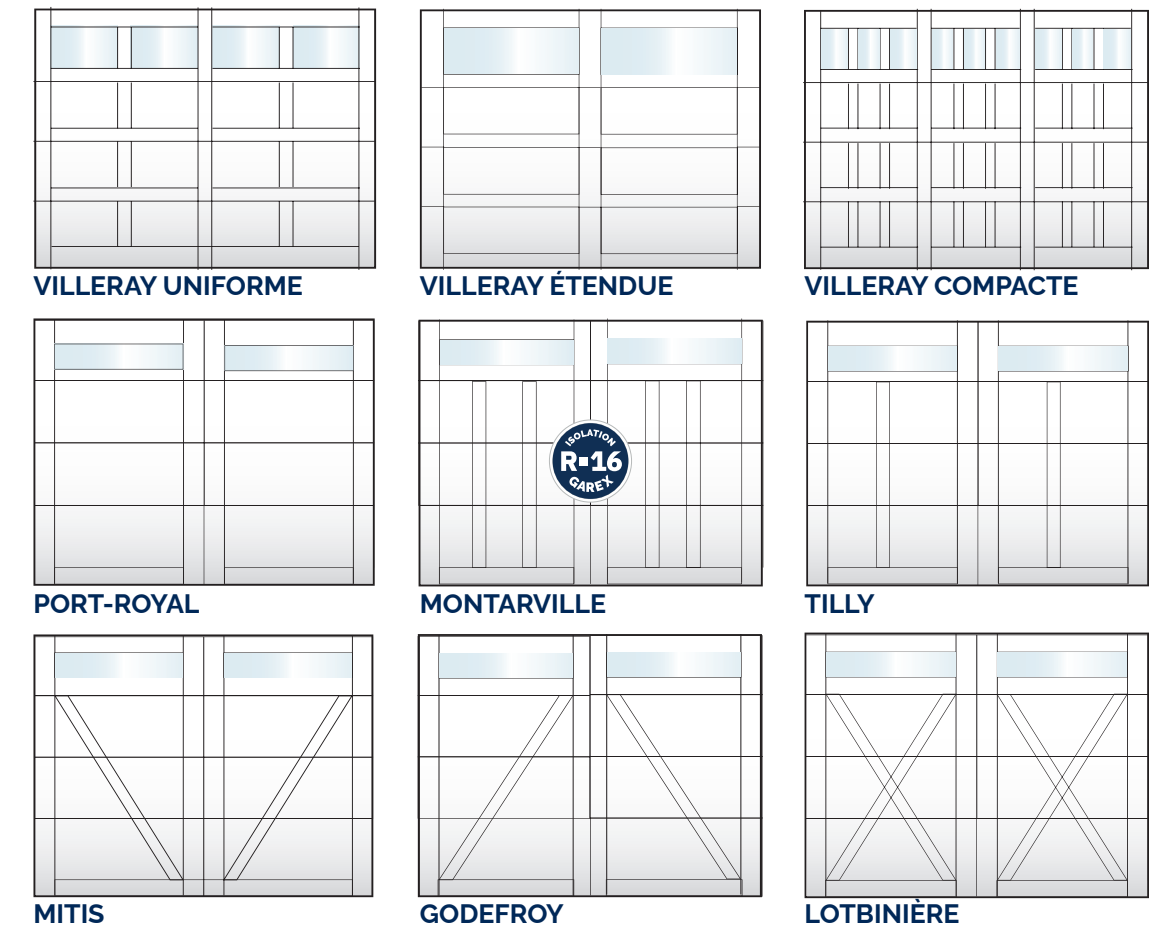 VILLERAY UNIFORME
VILLERAY ÉTENDUE
VILLERAY COMPACTE
ISOLATION
R-16
GAREX
PORT-ROYAL
MONTARVILLE
TILLY
MITIS
GODEFROY
LOTBINIÈRE